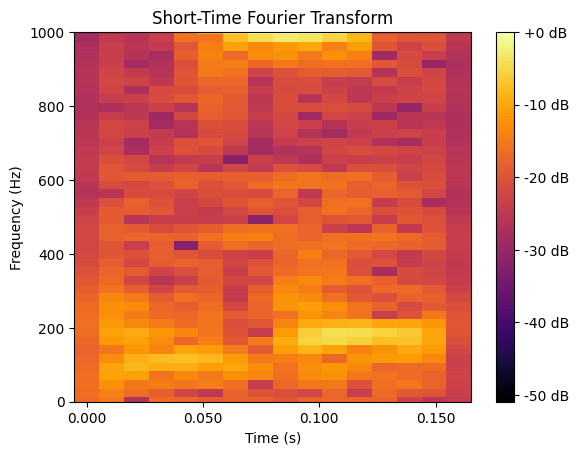 Short-Time Fourier Transform
Frequency (Hz)
1000
800
600
400
200
0
0.000
0.050
0.100
0.150
Time (s)
+0 dB
-10 dB
-20 dB
-30 dB
-40 dB
-50 dB